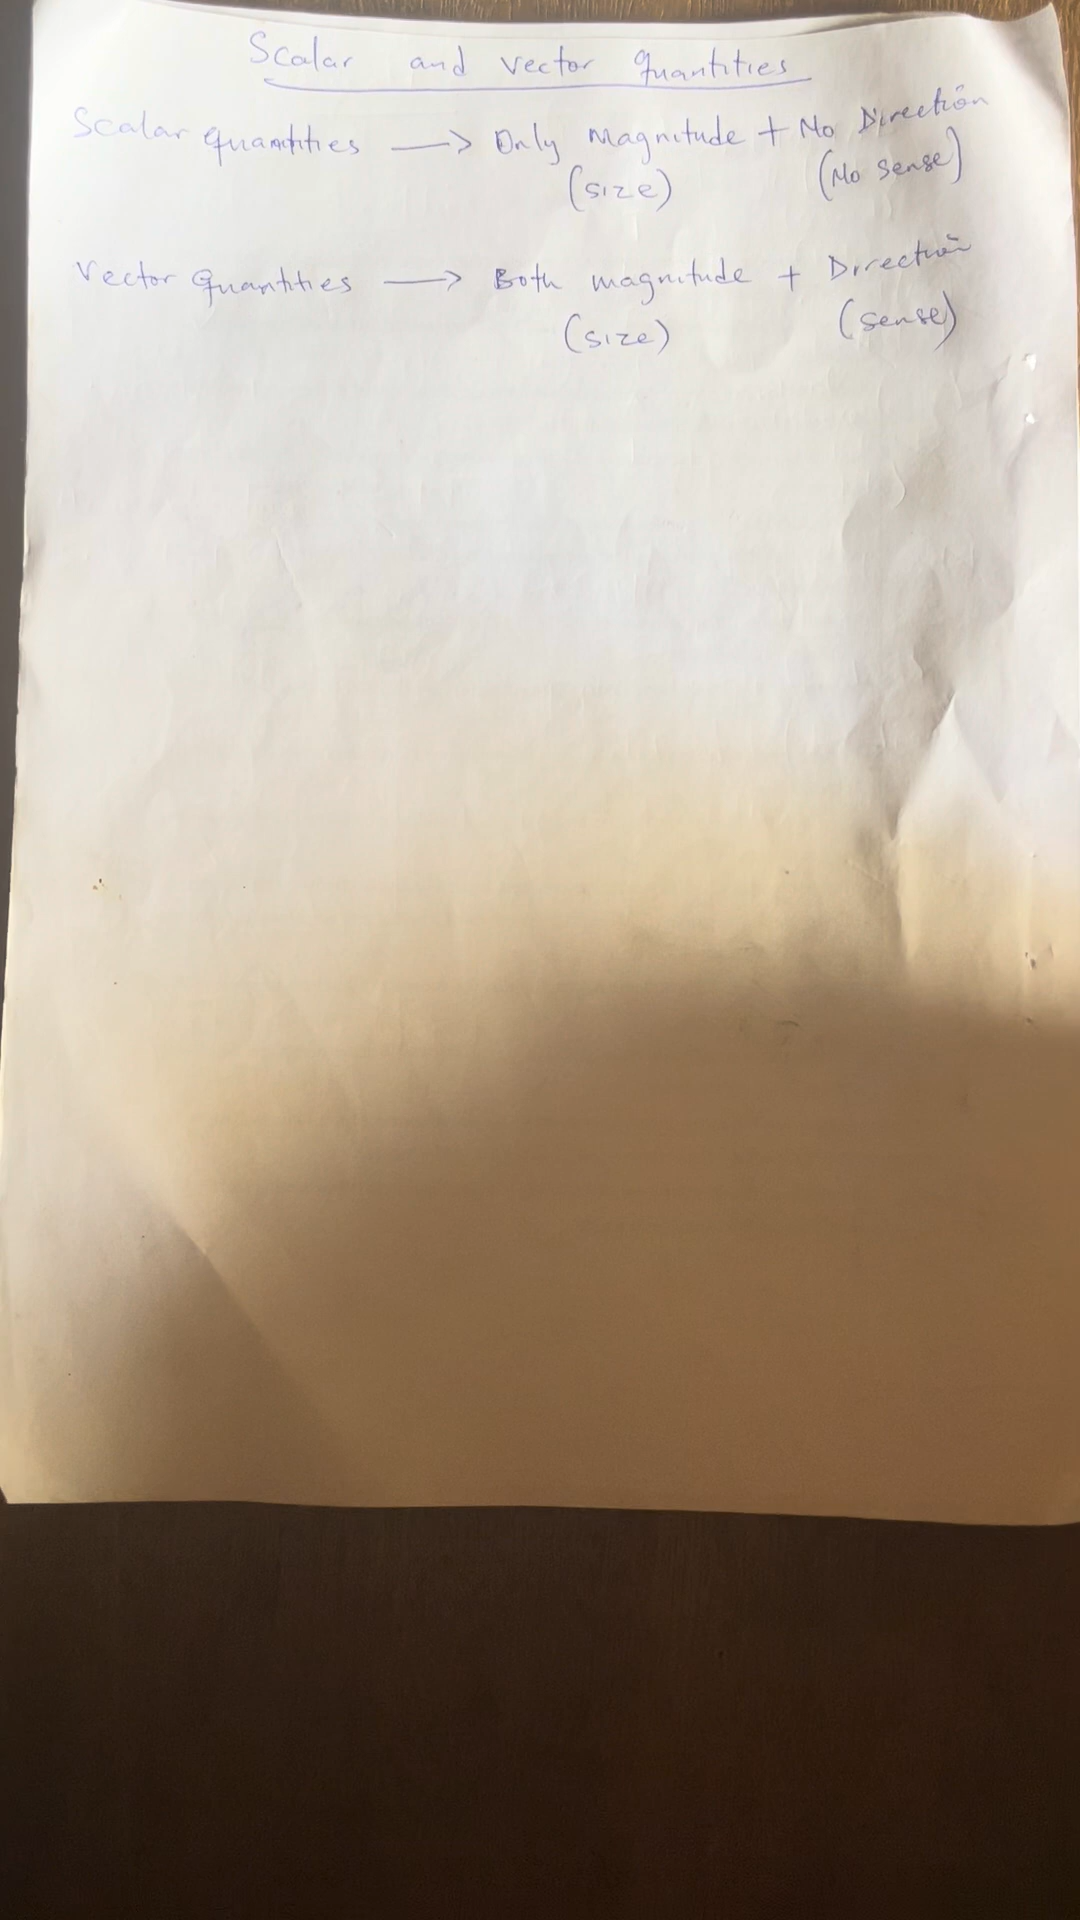 Scalar and vector quantities
Scalar quantities → Only magnitude + No Direction
(size) (No sense)
Vector Quantities → Both magnitude + Direction
(size) (sense)